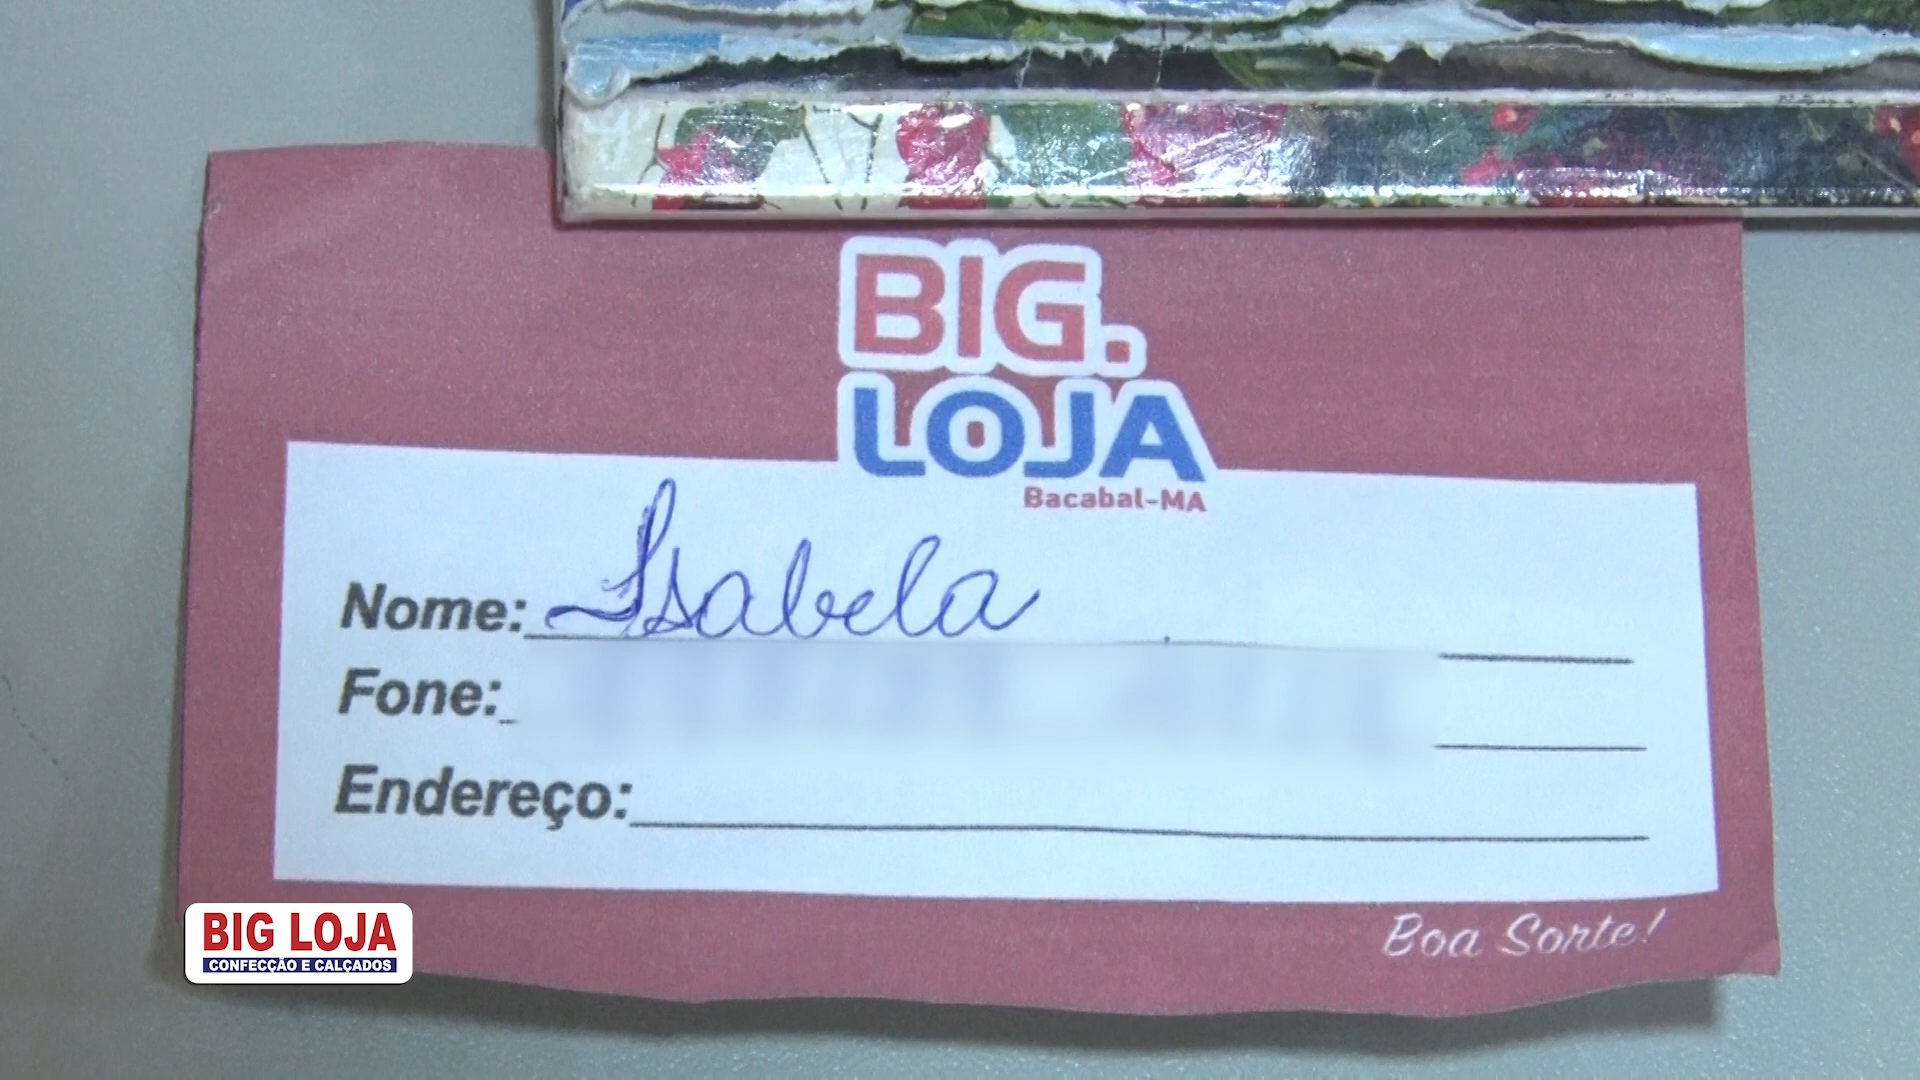 BIG.
LOJA
Bacabal-MA
Nome: Isabela
Fone:
Endereço:
Boa Sorte!
BIG LOJA
CONFECÇÃO E CALÇADOS